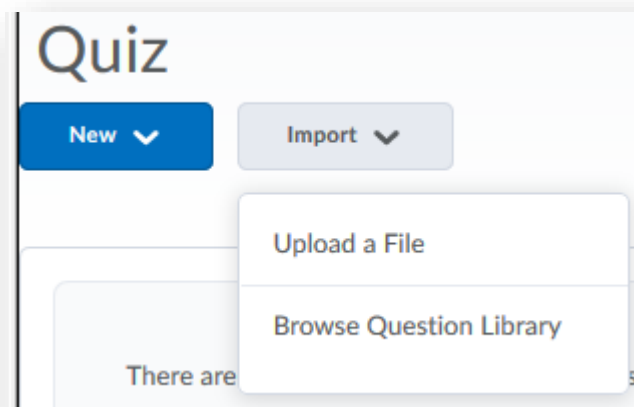 Quiz
New Import
Upload a File
Browse Question Library
There are